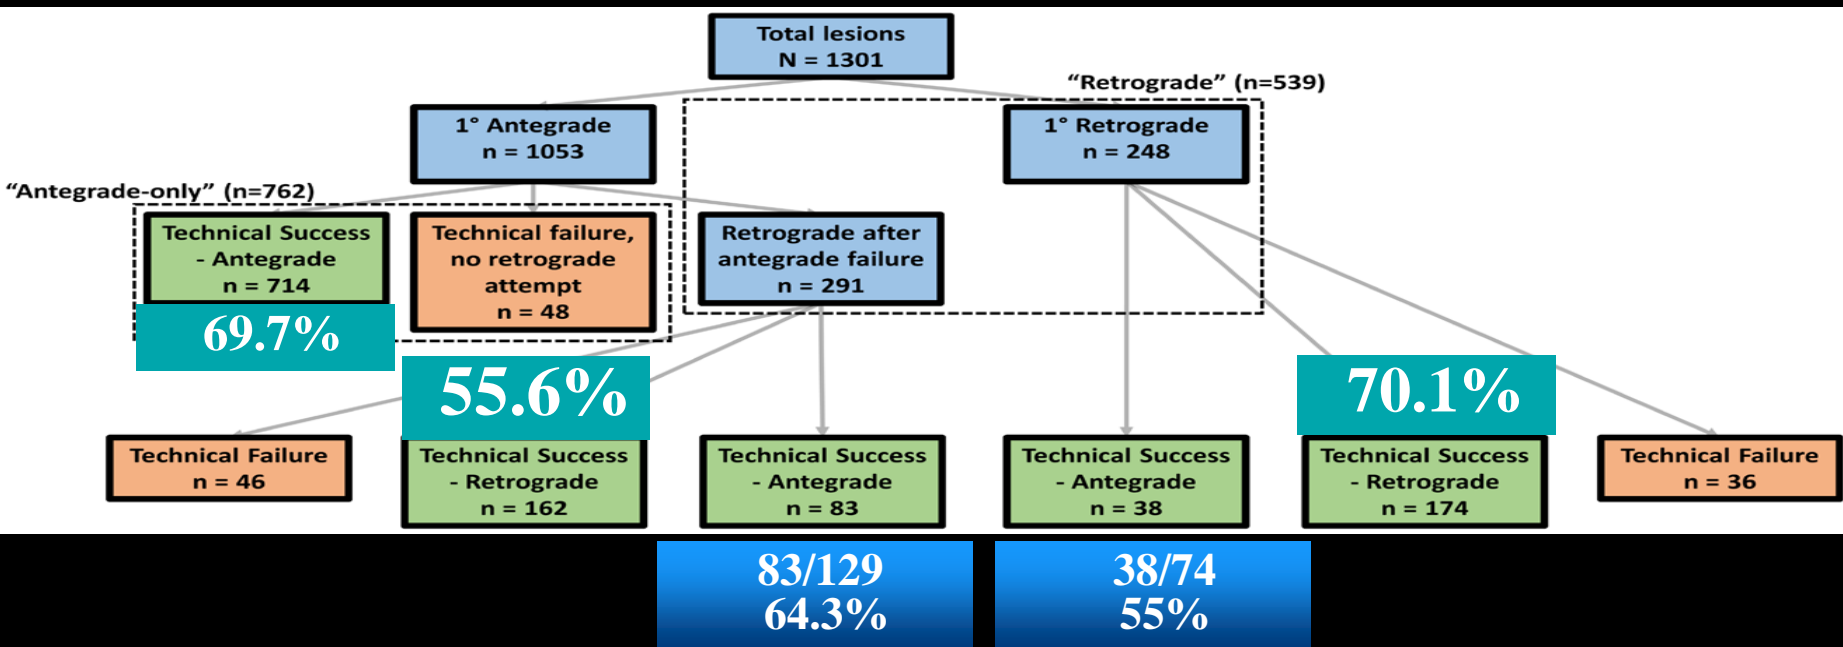 Total lesions
N = 1301
“Retrograde” (n=539)
1° Antegrade
n = 1053
1° Retrograde
n = 248
“Antegrade-only” (n=762)
Technical Success
- Antegrade
n = 714
69.7%
Technical failure,
no retrograde
attempt
n = 48
Retrograde after
antegrade failure
n = 291
55.6%
70.1%
Technical Failure
n = 46
Technical Success
- Retrograde
n = 162
Technical Success
- Antegrade
n = 83
Technical Success
- Antegrade
n = 38
Technical Success
- Retrograde
n = 174
Technical Failure
n = 36
83/129
64.3%
38/74
55%